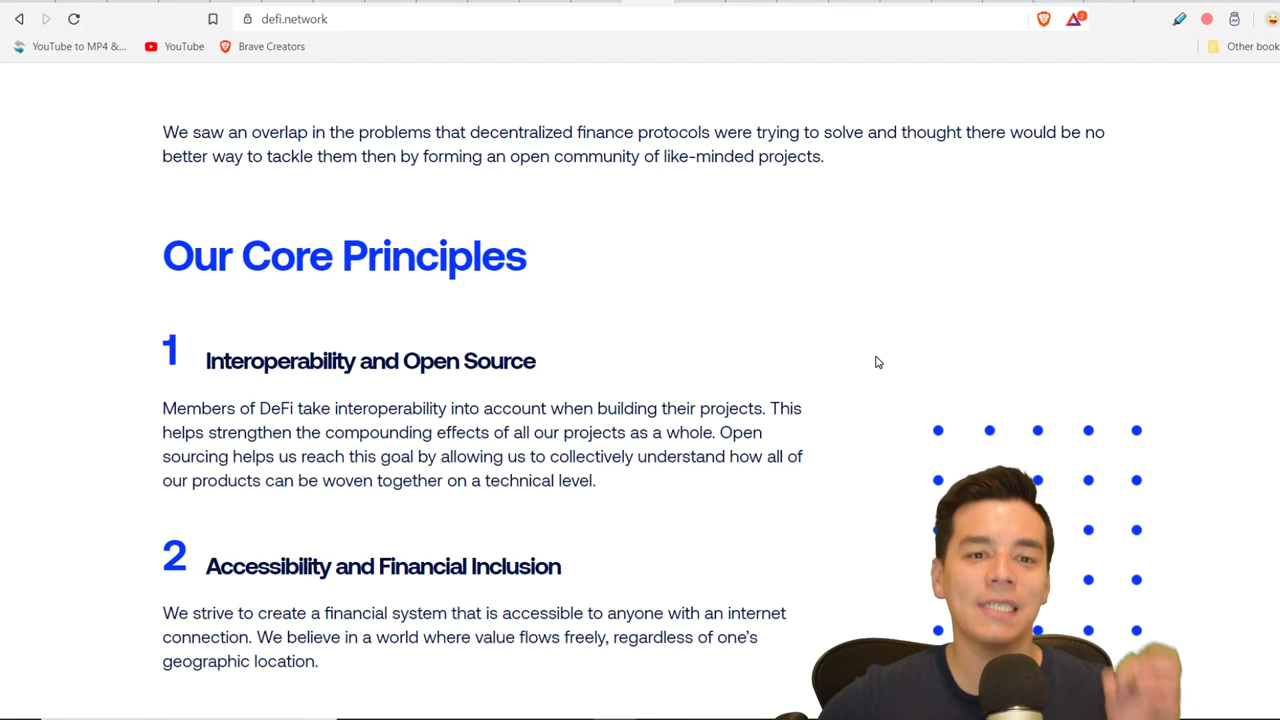 defi.network
2
YouTube to MP4 &...
YouTube
Brave Creators
Other book
We saw an overlap in the problems that decentralized finance protocols were trying to solve and thought there would be no
better way to tackle them then by forming an open community of like-minded projects.
Our Core Principles
1 Interoperability and Open Source
Members of DeFi take interoperability into account when building their projects. This
helps strengthen the compounding effects of all our projects as a whole. Open
sourcing helps us reach this goal by allowing us to collectively understand how all of
our products can be woven together on a technical level.
2 Accessibility and Financial Inclusion
We strive to create a financial system that is accessible to anyone with an internet
connection. We believe in a world where value flows freely, regardless of one's
geographic location.